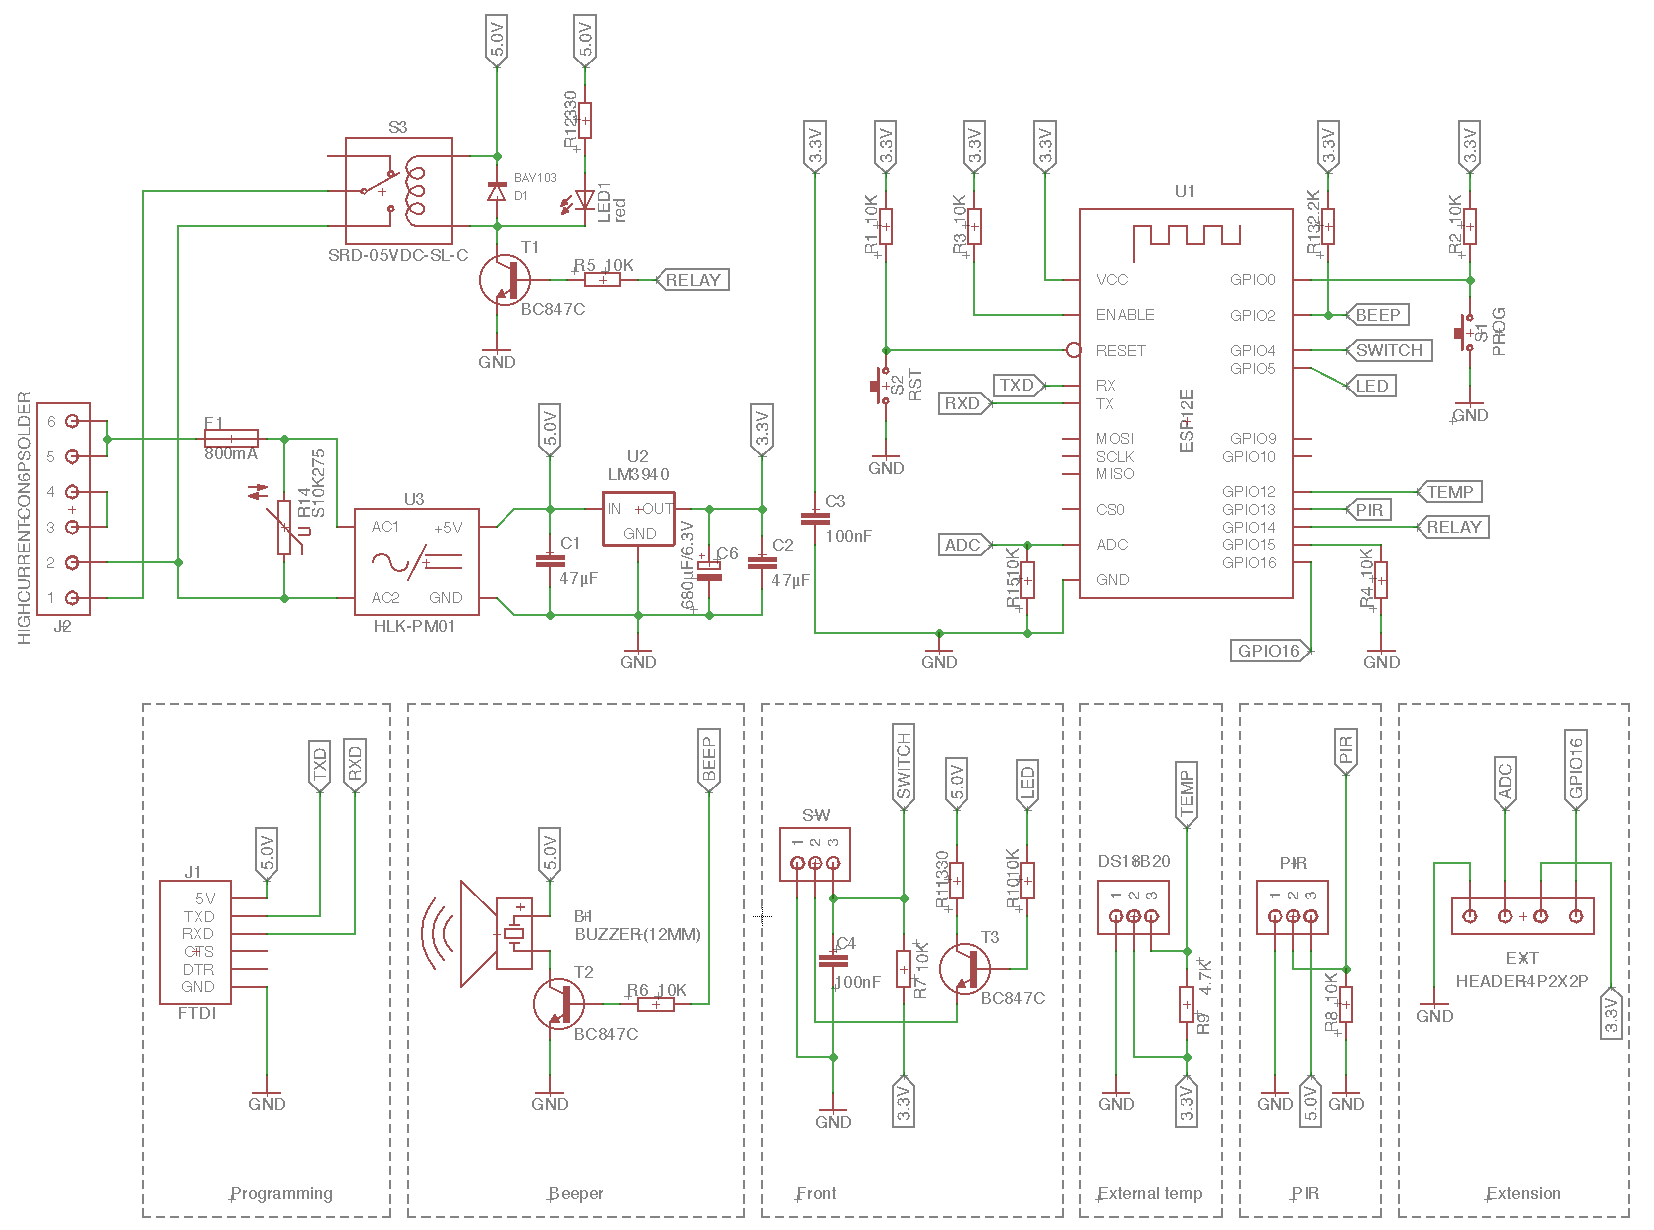 5.0V
5.0V
R12 330
S3
BAV103
D1
LED1
red
SRD-05VDC-SL-C
T1
R5 10K
RELAY
BC847C
GND
3.3V
3.3V
3.3V
3.3V
3.3V
3.3V
R1 10K
R3 10K
U1
R13 2.2K
R2 10K
VCC
ENABLE
RESET
RX
TX
MOSI
SCLK
MISO
CS0
ADC
GND
ESP12E
GPIO0
GPIO2
GPIO4
GPIO5
GPIO9
GPIO10
GPIO12
GPIO13
GPIO14
GPIO15
GPIO16
BEEP
SWITCH
LED
S1
PROG
GND
S2
RST
TXD
RXD
GND
TEMP
PIR
RELAY
C3
100nF
ADC
R15 10K
R4 10K
GND
GPIO16
GND
HIGHCURRENT-CON6PSOLDER
6
5
4
3
2
1
J2
F1
800mA
R14
S10K275
U
U3
AC1
+5V
AC2
GND
HLK-PM01
5.0V
U2
LM3940
IN
OUT
GND
3.3V
C1
47µF
680µF/6.3V
C6
C2
47µF
GND
TXD
RXD
5.0V
J1
5V
TXD
RXD
CTS
DTR
GND
FTDI
GND
Programming
BEEP
5.0V
B1
BUZZER-(12MM)
T2
R6 10K
BC847C
GND
Beeper
SWITCH
5.0V
LED
SW
1 2 3
R11 330
R10 10K
C4
100nF
R7 10K
T3
BC847C
GND
3.3V
Front
TEMP
DS18B20
1 2 3
4.7K
R9
GND
3.3V
External temp
PIR
PIR
1 2 3
R8 10K
GND
5.0V
GND
PIR
ADC
GPIO16
EXT
HEADER4P2X2P
GND
3.3V
Extension